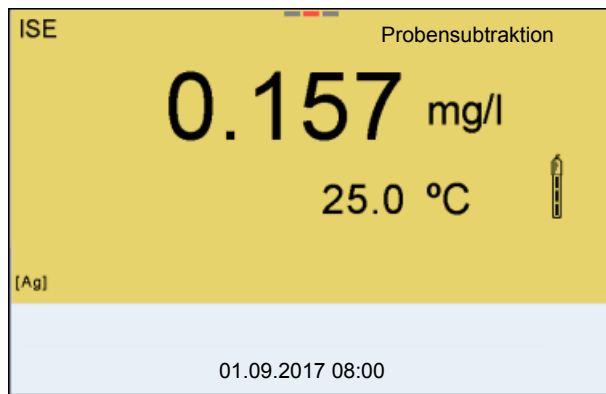 ISE
Probensubtraktion
0.157 mg/l
25.0 ºC
[Ag]
01.09.2017 08:00